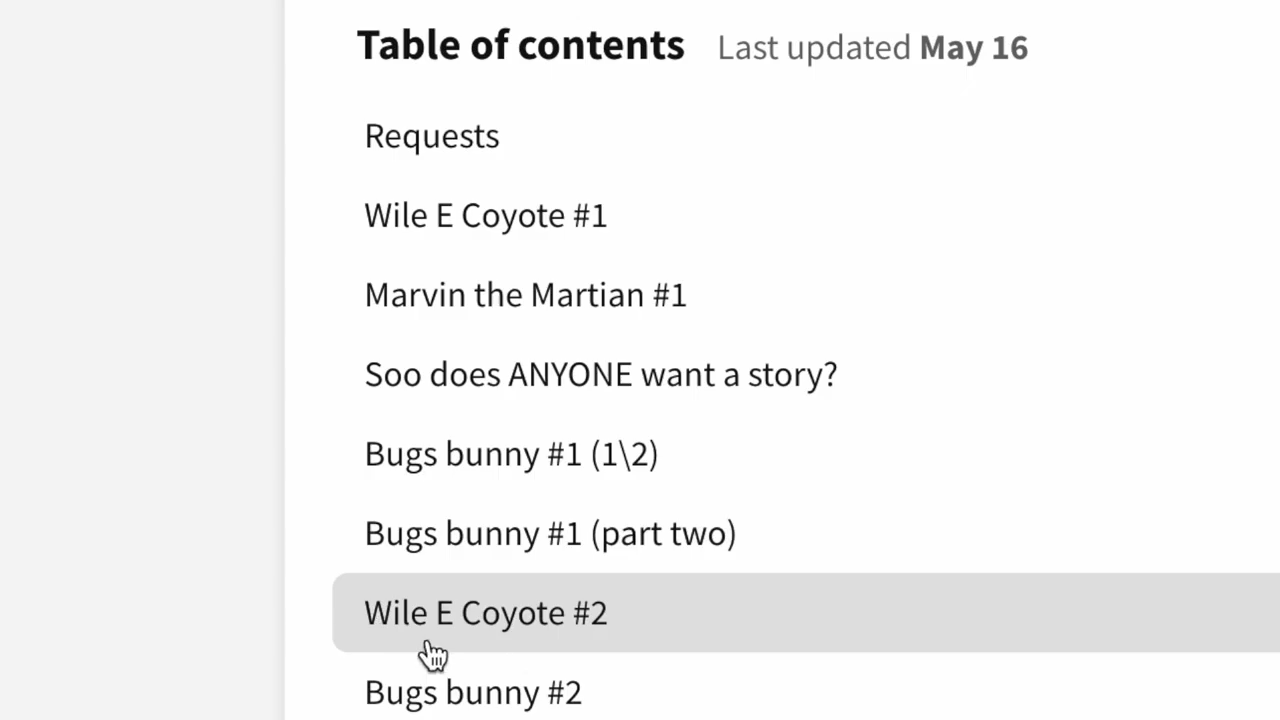 Table of contents Last updated May 16
Requests
Wile E Coyote #1
Marvin the Martian #1
Soo does ANYONE want a story?
Bugs bunny #1 (1\2)
Bugs bunny #1 (part two)
Wile E Coyote #2
Bugs bunny #2